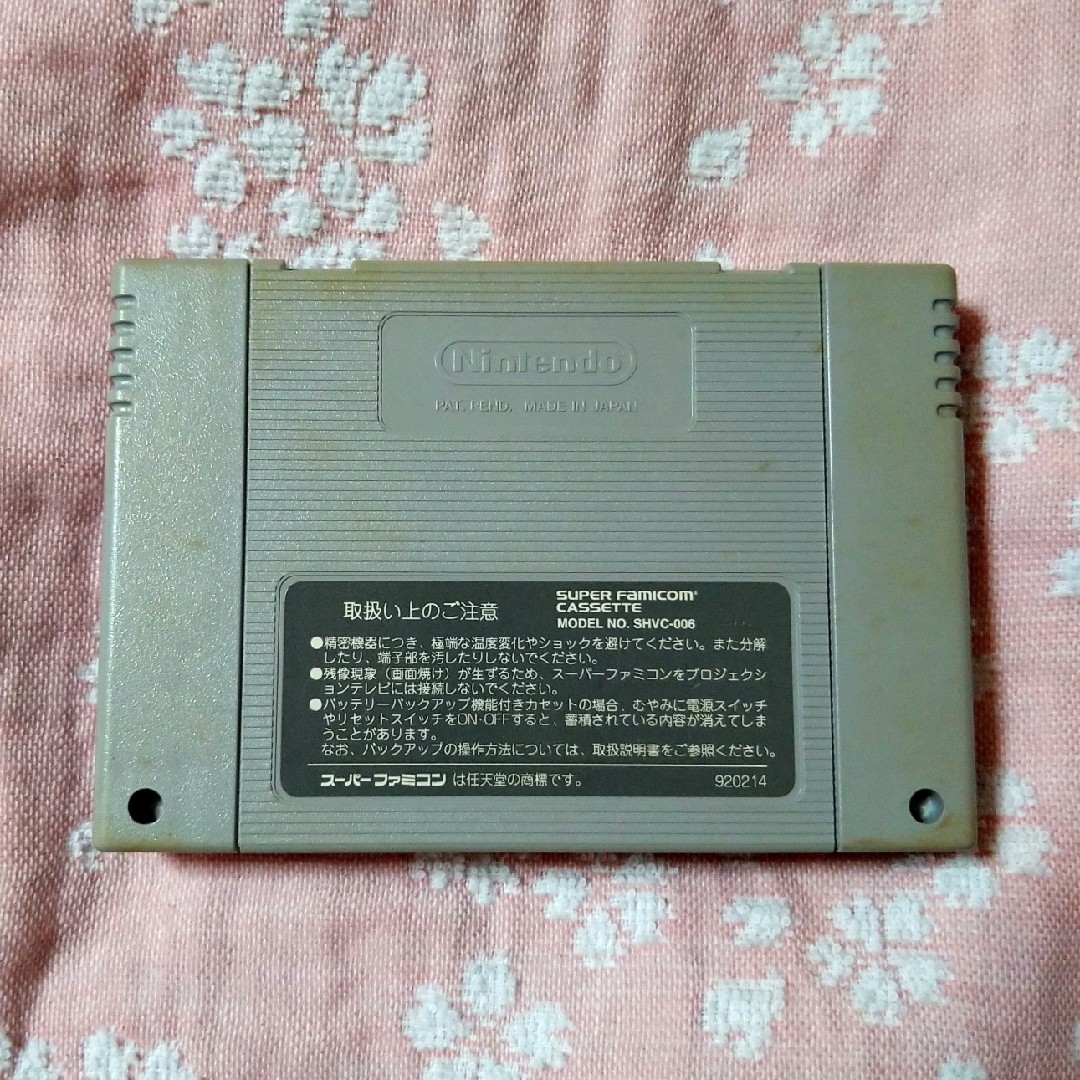 Nintendo
PAT. PEND. MADE IN JAPAN
取扱い上のご注意
SUPER FAMICOM®
CASSETTE
MODEL NO. SHVC-006
●精密機器につき、極端な温度変化やショックを避けてください。また分解
したり、端子部を汚したりしないでください。
●残像現象（画面焼け）が生ずるため、スーパーファミコンをプロジェクシ
ョンテレビには接続しないでください。
●バッテリーバックアップ機能付きカセットの場合、むやみに電源スイッチ
やリセットスイッチをON・OFFすると、蓄積されている内容が消えてしま
うことがあります。
なお、バックアップの操作方法については、取扱説明書をご参照ください。
スーパーファミコン は任天堂の商標です。
920214